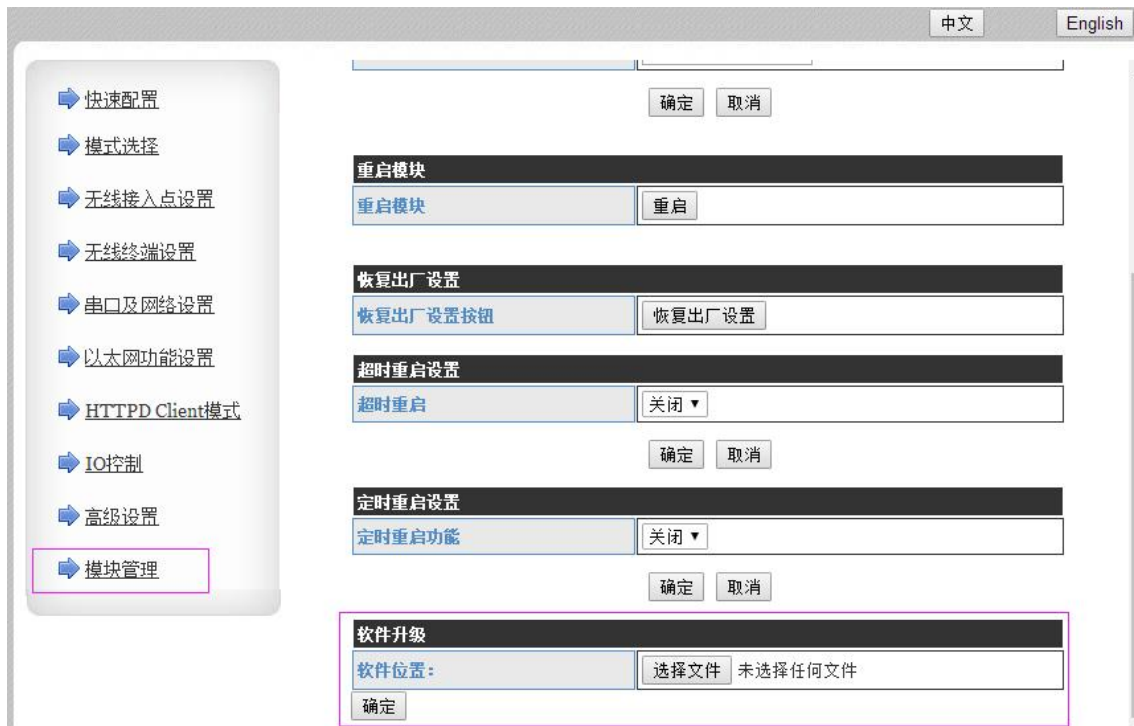 中文 English
快速配置
模式选择
无线接入点设置
无线终端设置
串口及网络设置
以太网功能设置
HTTPD Client模式
IO控制
高级设置
模块管理
确定 取消
重启模块
重启模块 重启
恢复出厂设置
恢复出厂设置按钮 恢复出厂设置
超时重启设置
超时重启 关闭
确定 取消
定时重启设置
定时重启功能 关闭
确定 取消
软件升级
软件位置: 选择文件 未选择任何文件
确定